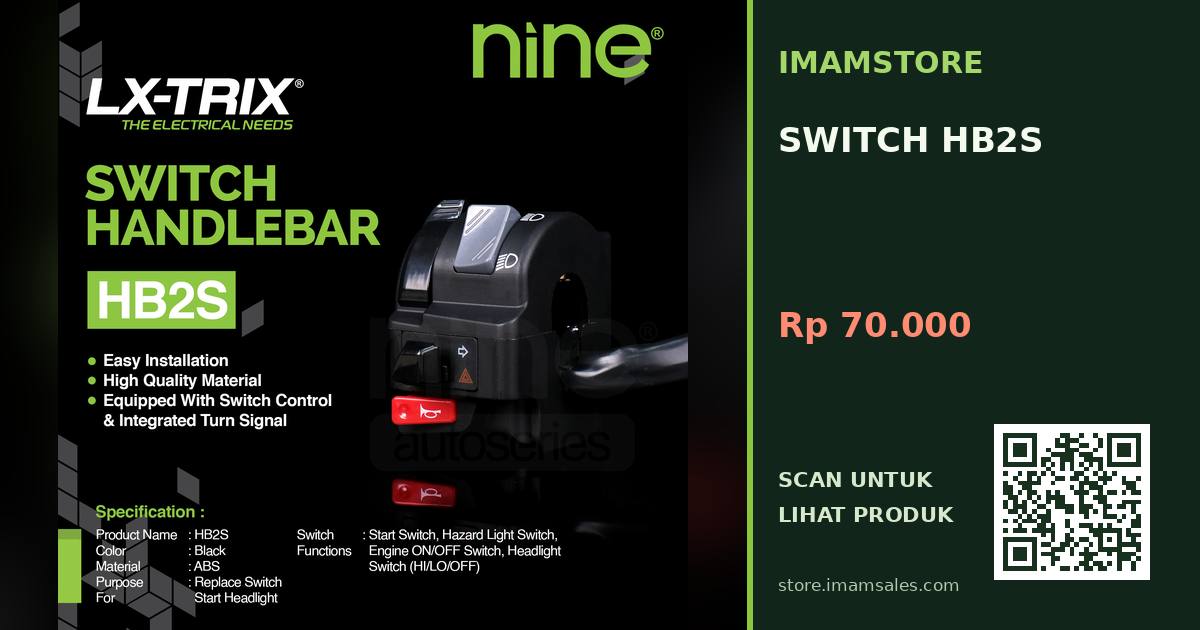 nine®
LX-TRIX®
THE ELECTRICAL NEEDS
SWITCH
HANDLEBAR
HB2S
Easy Installation
High Quality Material
Equipped With Switch Control
& Integrated Turn Signal
autoseries
Specification :
Product Name : HB2S
Color : Black
Material : ABS
Purpose : Replace Switch
For Start Headlight
Switch : Start Switch, Hazard Light Switch,
Functions Engine ON/OFF Switch, Headlight
Switch (HI/LO/OFF)
IMAMSTORE
SWITCH HB2S
Rp 70.000
SCAN UNTUK
LIHAT PRODUK
store.imamsales.com